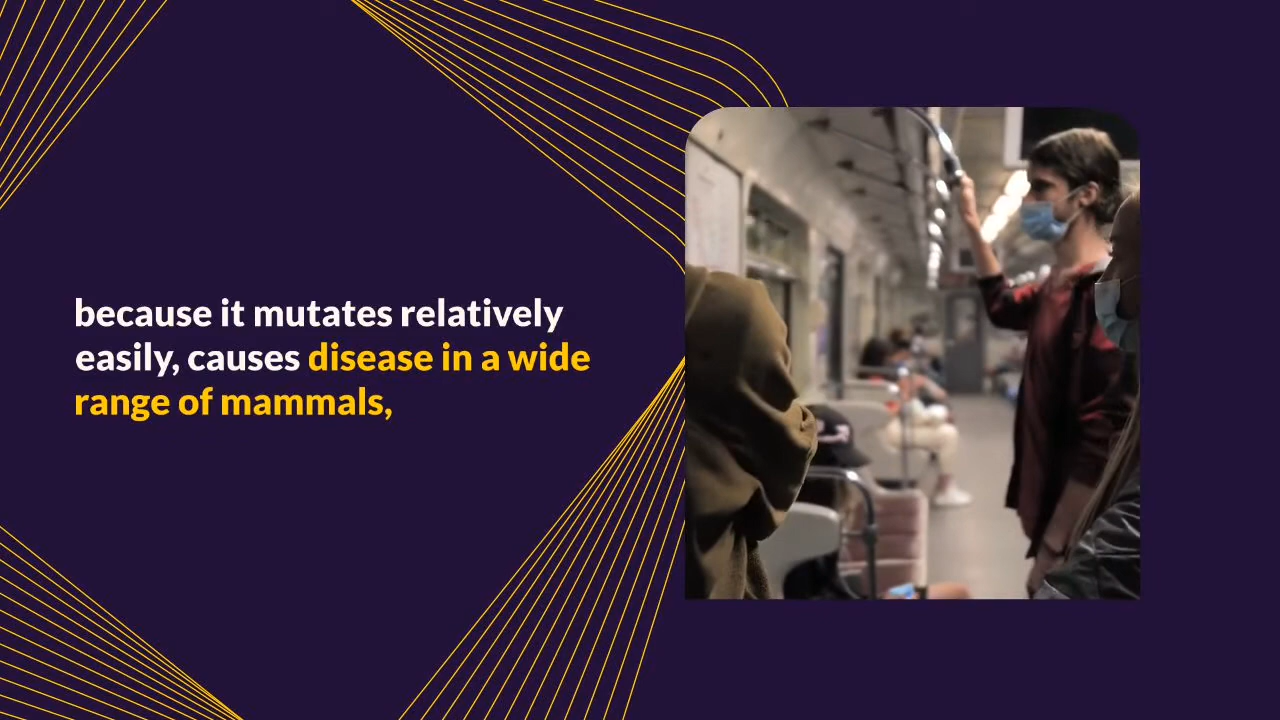 because it mutates relatively
easily, causes disease in a wide
range of mammals,